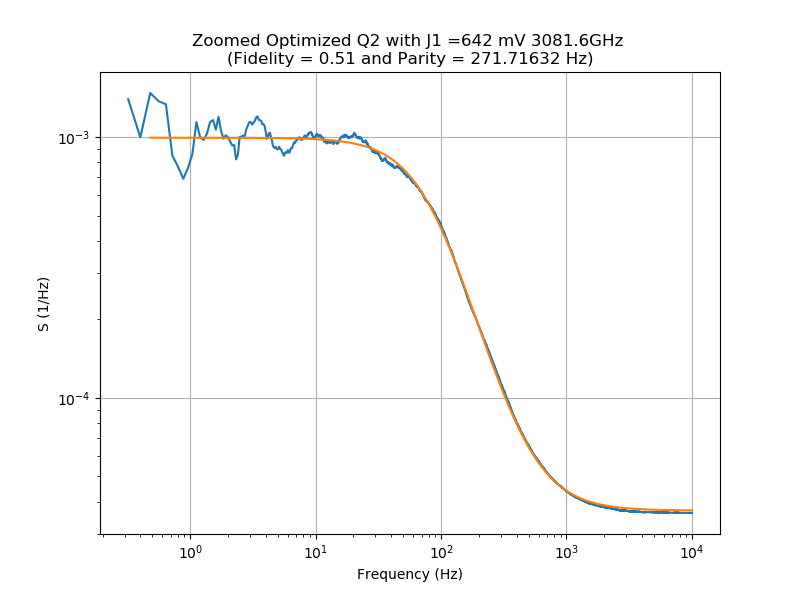 Zoomed Optimized Q2 with J1 =642 mV 3081.6GHz
(Fidelity = 0.51 and Parity = 271.71632 Hz)
S (1/Hz)
10⁻³
10⁻⁴
10⁰ 10¹ 10² 10³ 10⁴
Frequency (Hz)